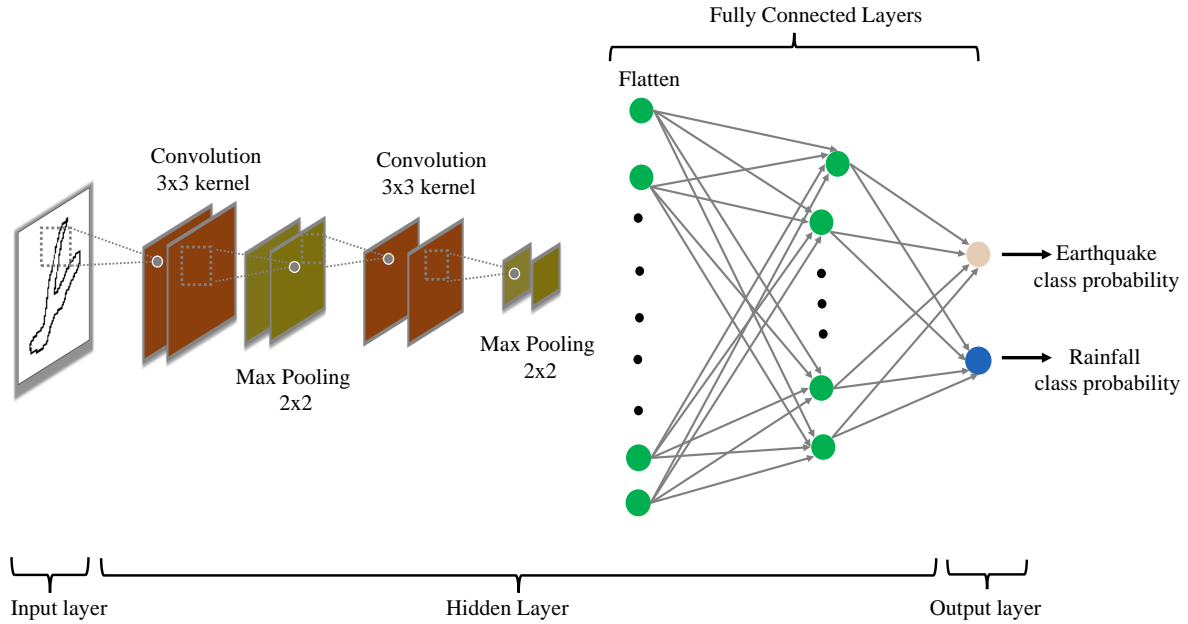 Fully Connected Layers
Flatten
Convolution
3x3 kernel
Convolution
3x3 kernel
Max Pooling
2x2
Max Pooling
2x2
Earthquake
class probability
Rainfall
class probability
Input layer
Hidden Layer
Output layer